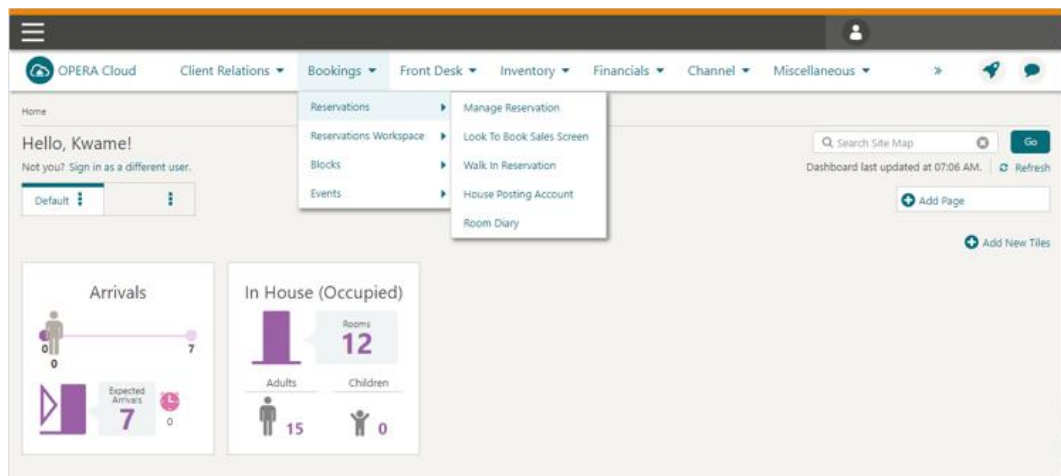 OPERA Cloud Client Relations Bookings Front Desk Inventory Financials Channel Miscellaneous »
Home
Hello, Kwame!
Not you? Sign in as a different user.
Default
Reservations
Reservations Workspace
Blocks
Events
Manage Reservation
Look To Book Sales Screen
Walk In Reservation
House Posting Account
Room Diary
Search Site Map Go
Dashboard last updated at 07:06 AM. Refresh
Add Page
Add New Tiles
Arrivals
0 7
0
Expected
Arrivals
7 0
In House (Occupied)
Rooms
12
Adults Children
15 0